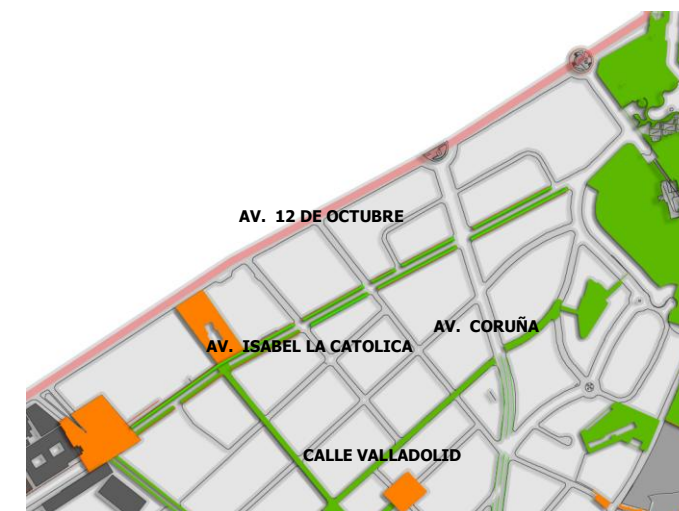 AV.  12 DE OCTUBRE
AV.  CORUÑA
AV.  ISABEL LA CATOLICA
CALLE VALLADOLID